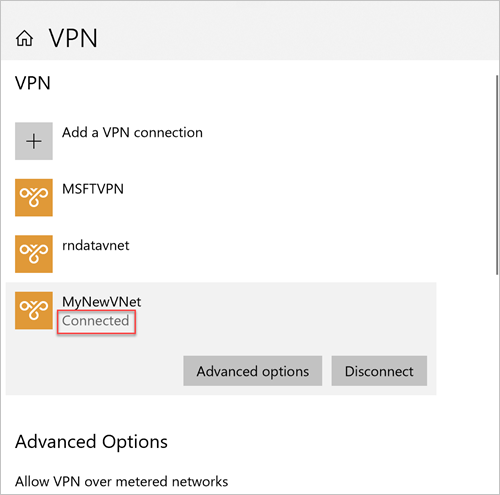 VPN
VPN
Add a VPN connection
MSFTVPN
rndatavnet
MyNewVNet
Connected
Advanced options Disconnect
Advanced Options
Allow VPN over metered networks